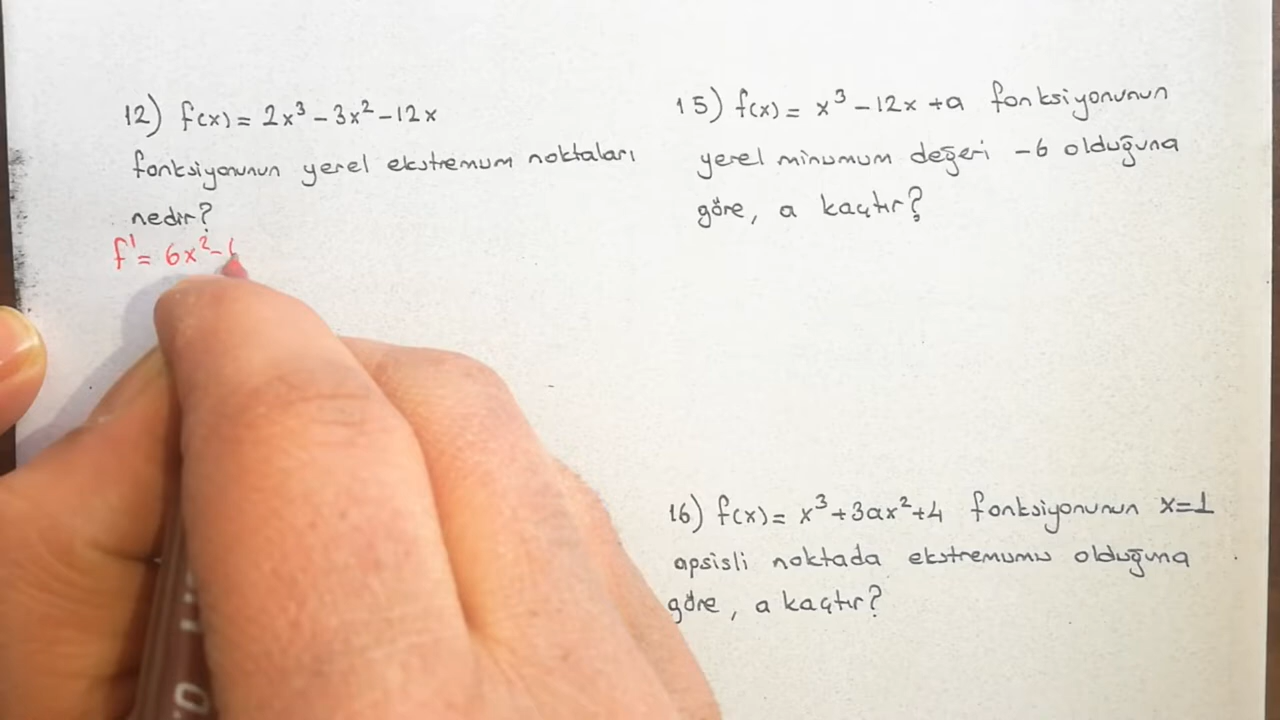 12) f(x) = 2x³ - 3x² - 12x
fonksiyonunun yerel ekstremum noktaları
nedir?
f' = 6x² -
15) f(x) = x³ - 12x + a fonksiyonunun
yerel minumum değeri -6 olduğuna
göre, a kaçtır?
16) f(x) = x³ + 3ax² + 4 fonksiyonunun x = 1
apsisli noktada ekstremumu olduğuna
göre, a kaçtır?